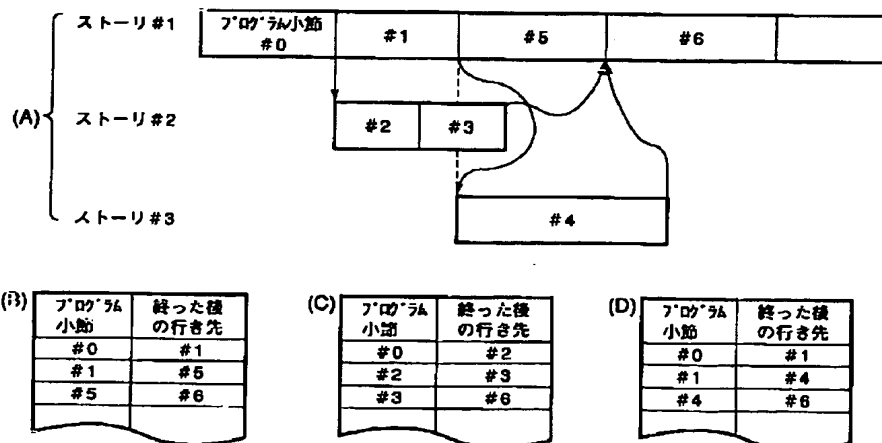 (A)
ストーリ#1
プログラム小節
#0
#1
#5
#6
ストーリ#2
#2
#3
ストーリ#3
#4
(B)
プログラム
小節
終った後
の行き先
#0
#1
#1
#5
#5
#6
(C)
プログラム
小節
終った後
の行き先
#0
#2
#2
#3
#3
#6
(D)
プログラム
小節
終った後
の行き先
#0
#1
#1
#4
#4
#6